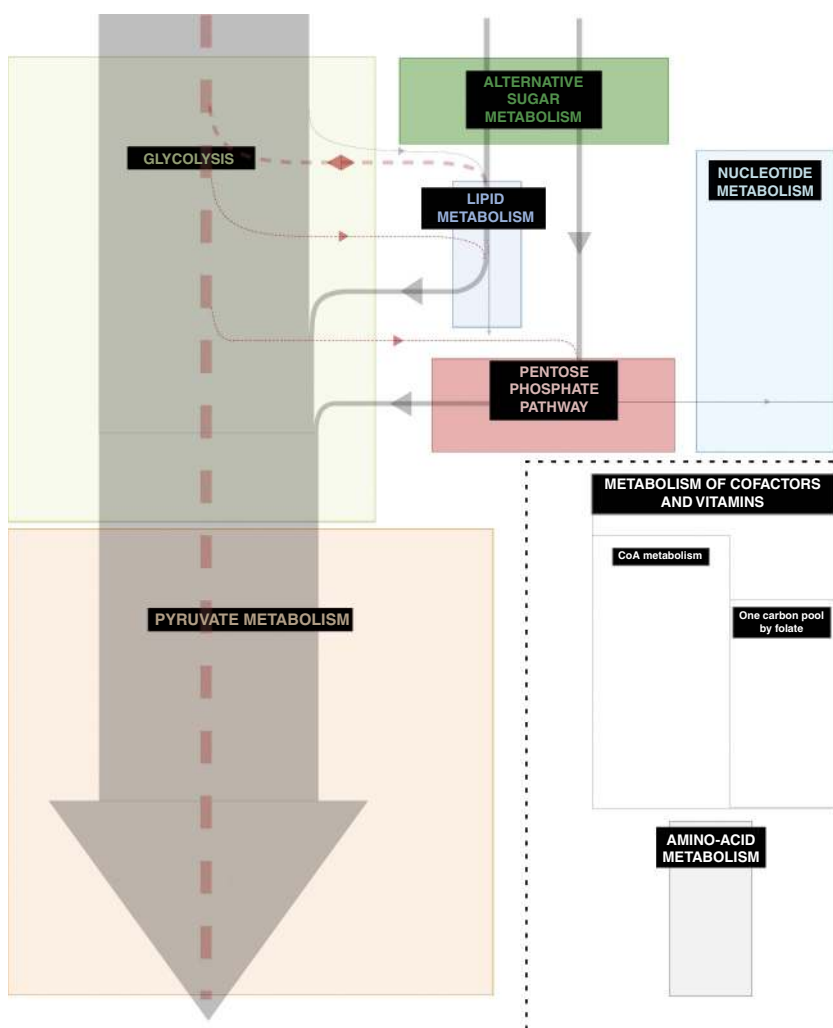 ALTERNATIVE
SUGAR
METABOLISM
GLYCOLYSIS
NUCLEOTIDE
METABOLISM
LIPID
METABOLISM
PENTOSE
PHOSPHATE
PATHWAY
METABOLISM OF COFACTORS
AND VITAMINS
CoA metabolism
One carbon pool
by folate
PYRUVATE METABOLISM
AMINO-ACID
METABOLISM